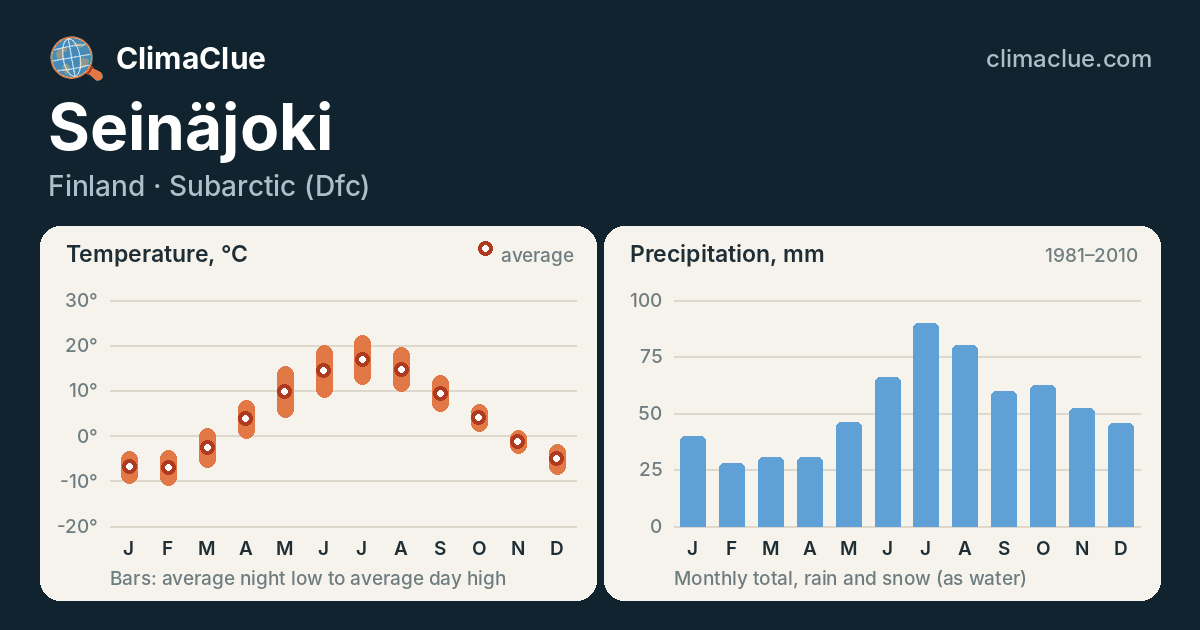 ClimaClue
climaclue.com
Seinäjoki
Finland · Subarctic (Dfc)
Temperature, °C
average
30°
20°
10°
0°
-10°
-20°
J F M A M J J A S O N D
Bars: average night low to average day high
Precipitation, mm
1981–2010
100
75
50
25
0
J F M A M J J A S O N D
Monthly total, rain and snow (as water)